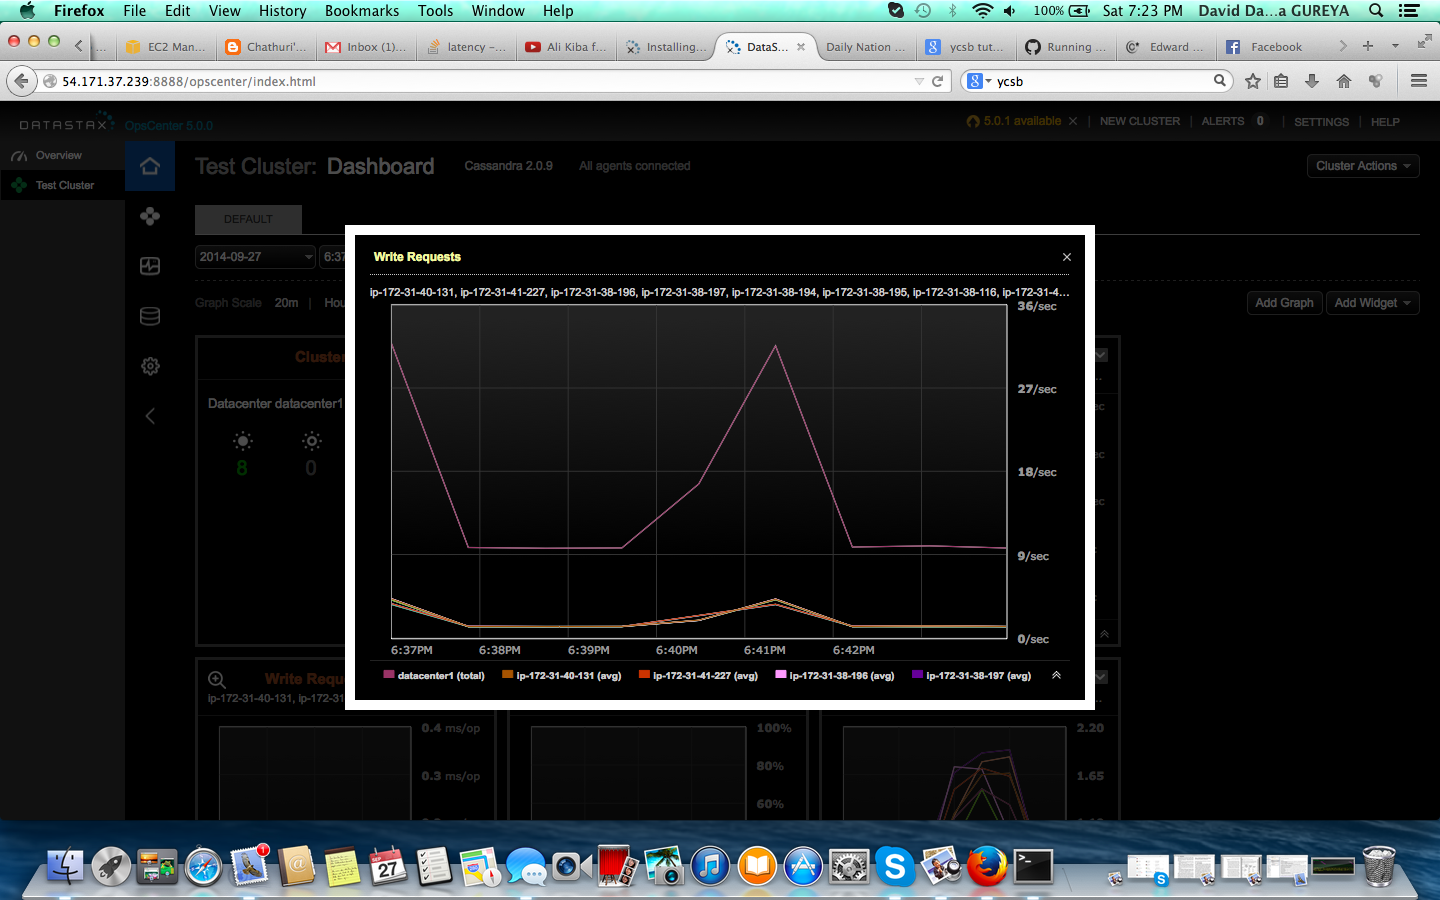 Firefox File Edit View History Bookmarks Tools Window Help 100% Sat 7:23 PM David Da...a GUREYA
... EC2 Man... Chathuri'... Inbox (1)... latency –... Ali Kiba f... Installing... DataS... Daily Nation ... ycsb tut... Running ... Edward ... Facebook
54.171.37.239:8888/opscenter/index.html ycsb
DATASTAX OpsCenter 5.0.0 5.0.1 available × NEW CLUSTER ALERTS 0 SETTINGS HELP
Overview
Test Cluster
Test Cluster: Dashboard Cassandra 2.0.9 All agents connected Cluster Actions
DEFAULT
2014-09-27 6:37
Graph Scale 20m Hou
Add Graph Add Widget
Write Requests
ip-172-31-40-131, ip-172-31-41-227, ip-172-31-38-196, ip-172-31-38-197, ip-172-31-38-194, ip-172-31-38-195, ip-172-31-38-116, ip-172-31-4...
36/sec
27/sec
18/sec
9/sec
0/sec
6:37PM 6:38PM 6:39PM 6:40PM 6:41PM 6:42PM
datacenter1 (total) ip-172-31-40-131 (avg) ip-172-31-41-227 (avg) ip-172-31-38-196 (avg) ip-172-31-38-197 (avg)
Cluster
Datacenter datacenter1
8 0
Write Requ
ip-172-31-40-131, ip-172-31
0.4 ms/op
0.3 ms/op
100%
80%
60%
2.20
1.65
SEP
27
1